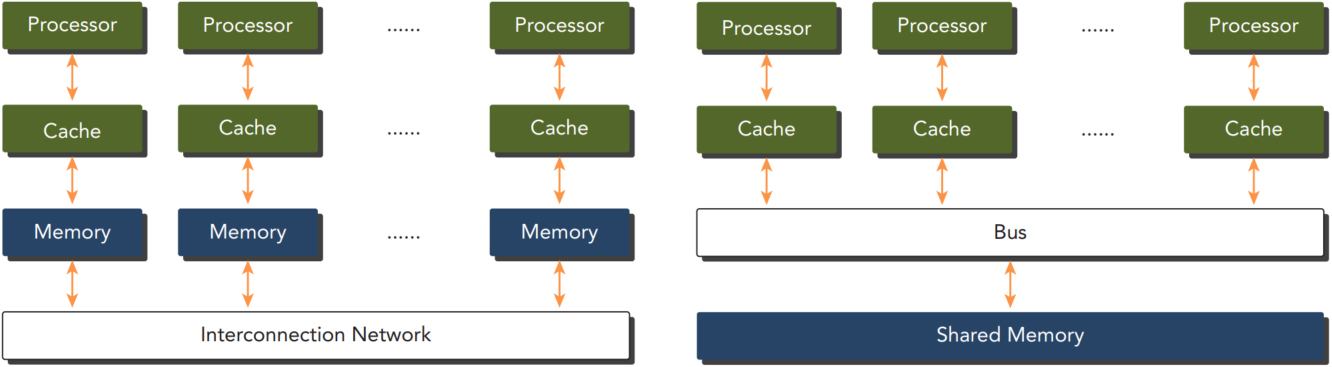 Processor Processor ...... Processor
Cache Cache ...... Cache
Memory Memory ...... Memory
Interconnection Network
Processor Processor ...... Processor
Cache Cache ...... Cache
Bus
Shared Memory